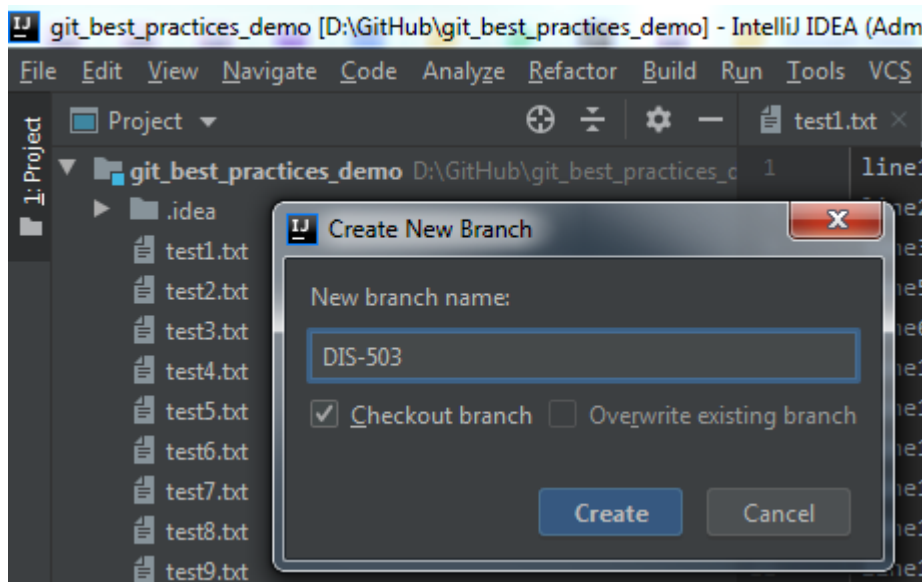 git_best_practices_demo [D:\GitHub\git_best_practices_demo] - IntelliJ IDEA (Adm
File Edit View Navigate Code Analyze Refactor Build Run Tools VCS
1: Project
Project
test1.txt
git_best_practices_demo D:\GitHub\git_best_practices_d
1
.idea
test1.txt
test2.txt
test3.txt
test4.txt
test5.txt
test6.txt
test7.txt
test8.txt
test9.txt
IJ
Create New Branch
New branch name:
DIS-503
Checkout branch
Overwrite existing branch
Create
Cancel